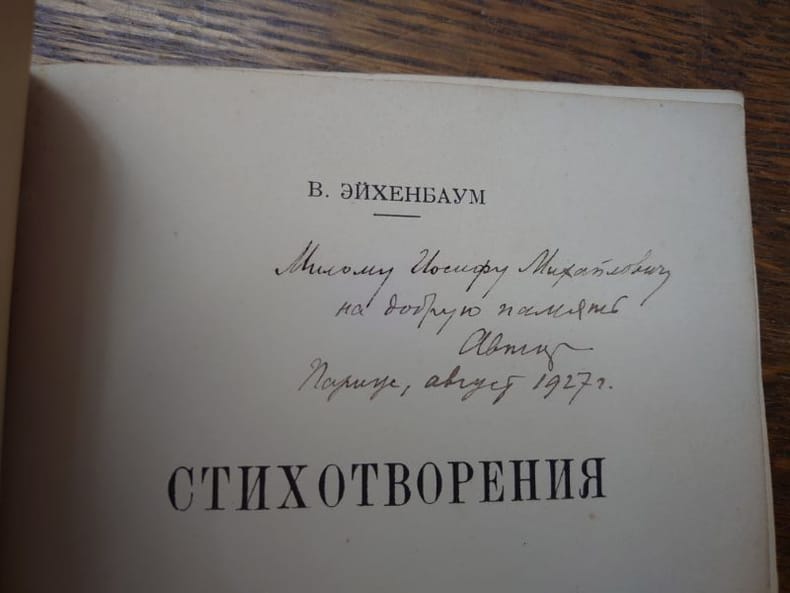 В. ЭЙХЕНБАУМ
Милому Иосифу Михайловичу
на добрую память
Автор
Париж, август 1927 г.
СТИХОТВОРЕНИЯ